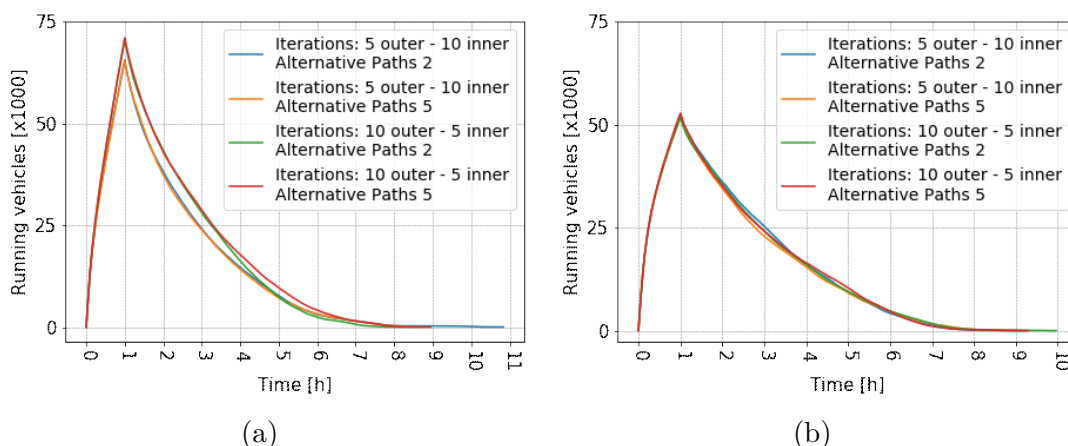 75
50
25
0
Running vehicles [x1000]
Iterations: 5 outer - 10 inner
Alternative Paths 2
Iterations: 5 outer - 10 inner
Alternative Paths 5
Iterations: 10 outer - 5 inner
Alternative Paths 2
Iterations: 10 outer - 5 inner
Alternative Paths 5
0 1 2 3 4 5 6 7 8 9 10 11
Time [h]
(a)
75
50
25
0
Running vehicles [x1000]
Iterations: 5 outer - 10 inner
Alternative Paths 2
Iterations: 5 outer - 10 inner
Alternative Paths 5
Iterations: 10 outer - 5 inner
Alternative Paths 2
Iterations: 10 outer - 5 inner
Alternative Paths 5
0 1 2 3 4 5 6 7 8 9 10
Time [h]
(b)